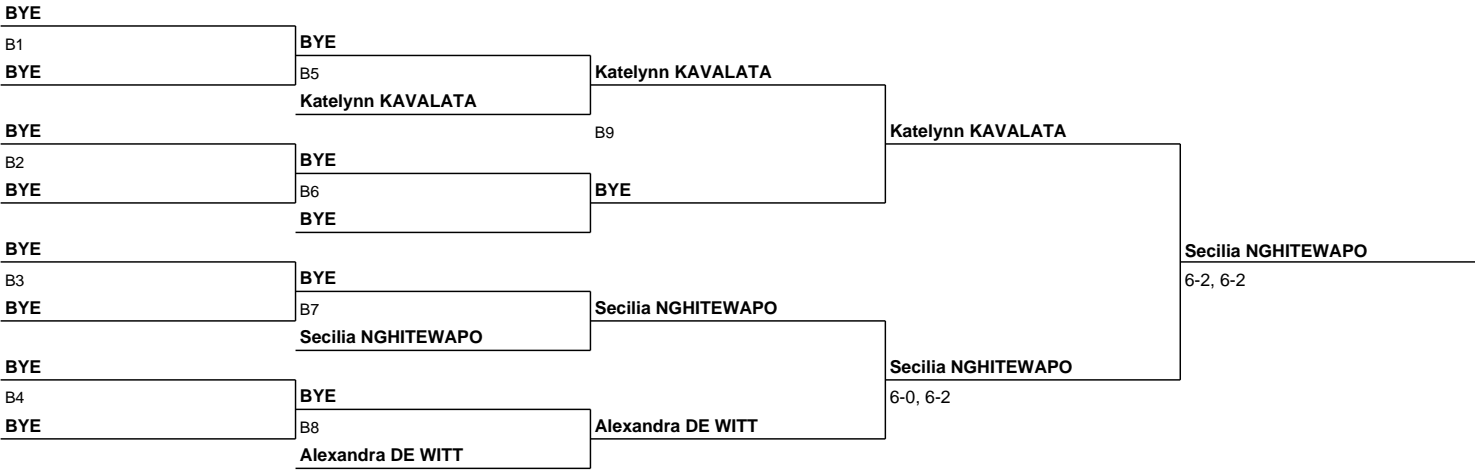 BYE
B1
BYE
BYE
B5
Katelynn KAVALATA
Katelynn KAVALATA
BYE
B2
BYE
BYE
B6
BYE
B9
BYE
Katelynn KAVALATA
BYE
B3
BYE
BYE
B7
Secilia NGHITEWAPO
Secilia NGHITEWAPO
BYE
B4
BYE
BYE
B8
Alexandra DE WITT
Alexandra DE WITT
Secilia NGHITEWAPO
6-0, 6-2
Secilia NGHITEWAPO
6-2, 6-2